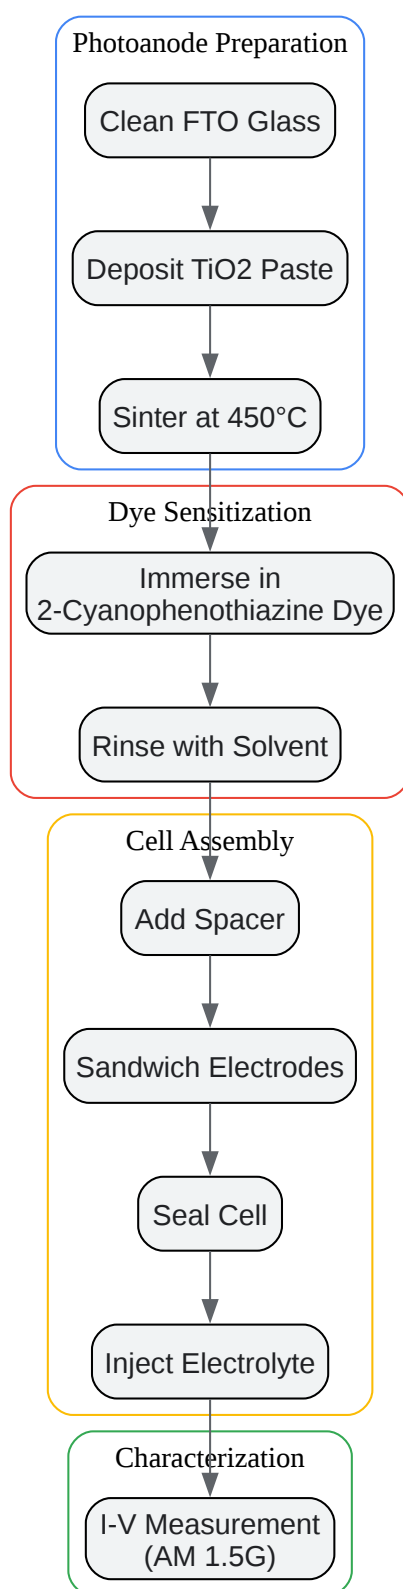 Photoanode Preparation
Clean FTO Glass
Deposit TiO2 Paste
Sinter at 450°C
Dye Sensitization
Immerse in
2-Cyanophenothiazine Dye
Rinse with Solvent
Cell Assembly
Add Spacer
Sandwich Electrodes
Seal Cell
Inject Electrolyte
Characterization
I-V Measurement
(AM 1.5G)